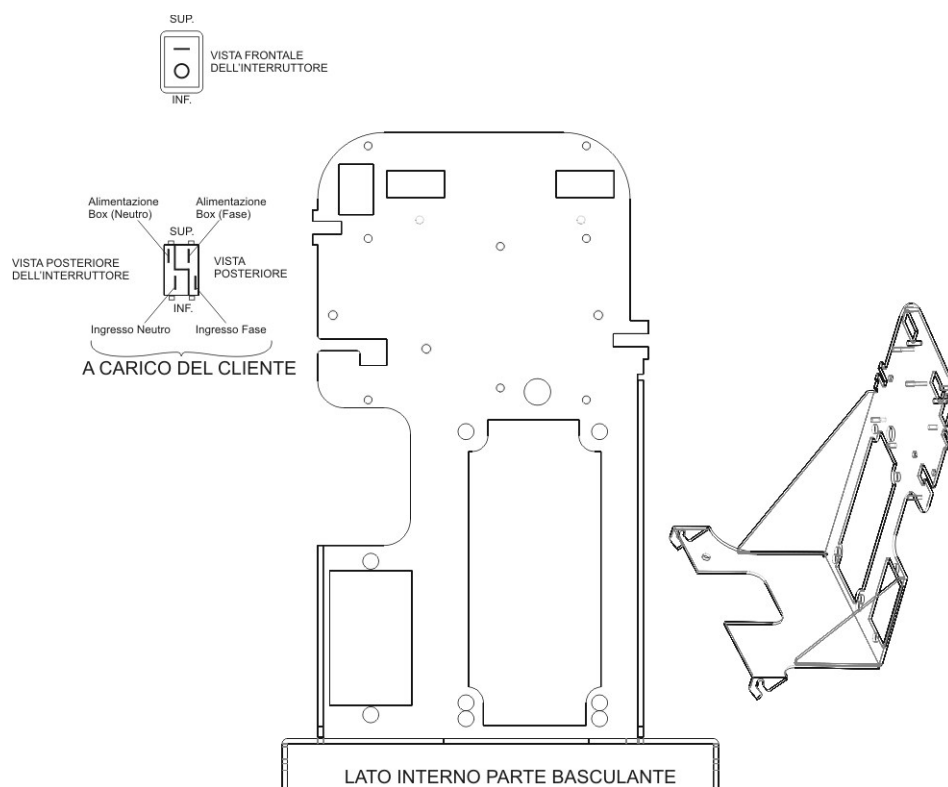 SUP.
VISTA FRONTALE
DELL'INTERRUTTORE
INF.
Alimentazione
Box (Neutro)
Alimentazione
Box (Fase)
SUP.
VISTA POSTERIORE
DELL'INTERRUTTORE
VISTA
POSTERIORE
INF.
Ingresso Neutro
Ingresso Fase
A CARICO DEL CLIENTE
LATO INTERNO PARTE BASCULANTE